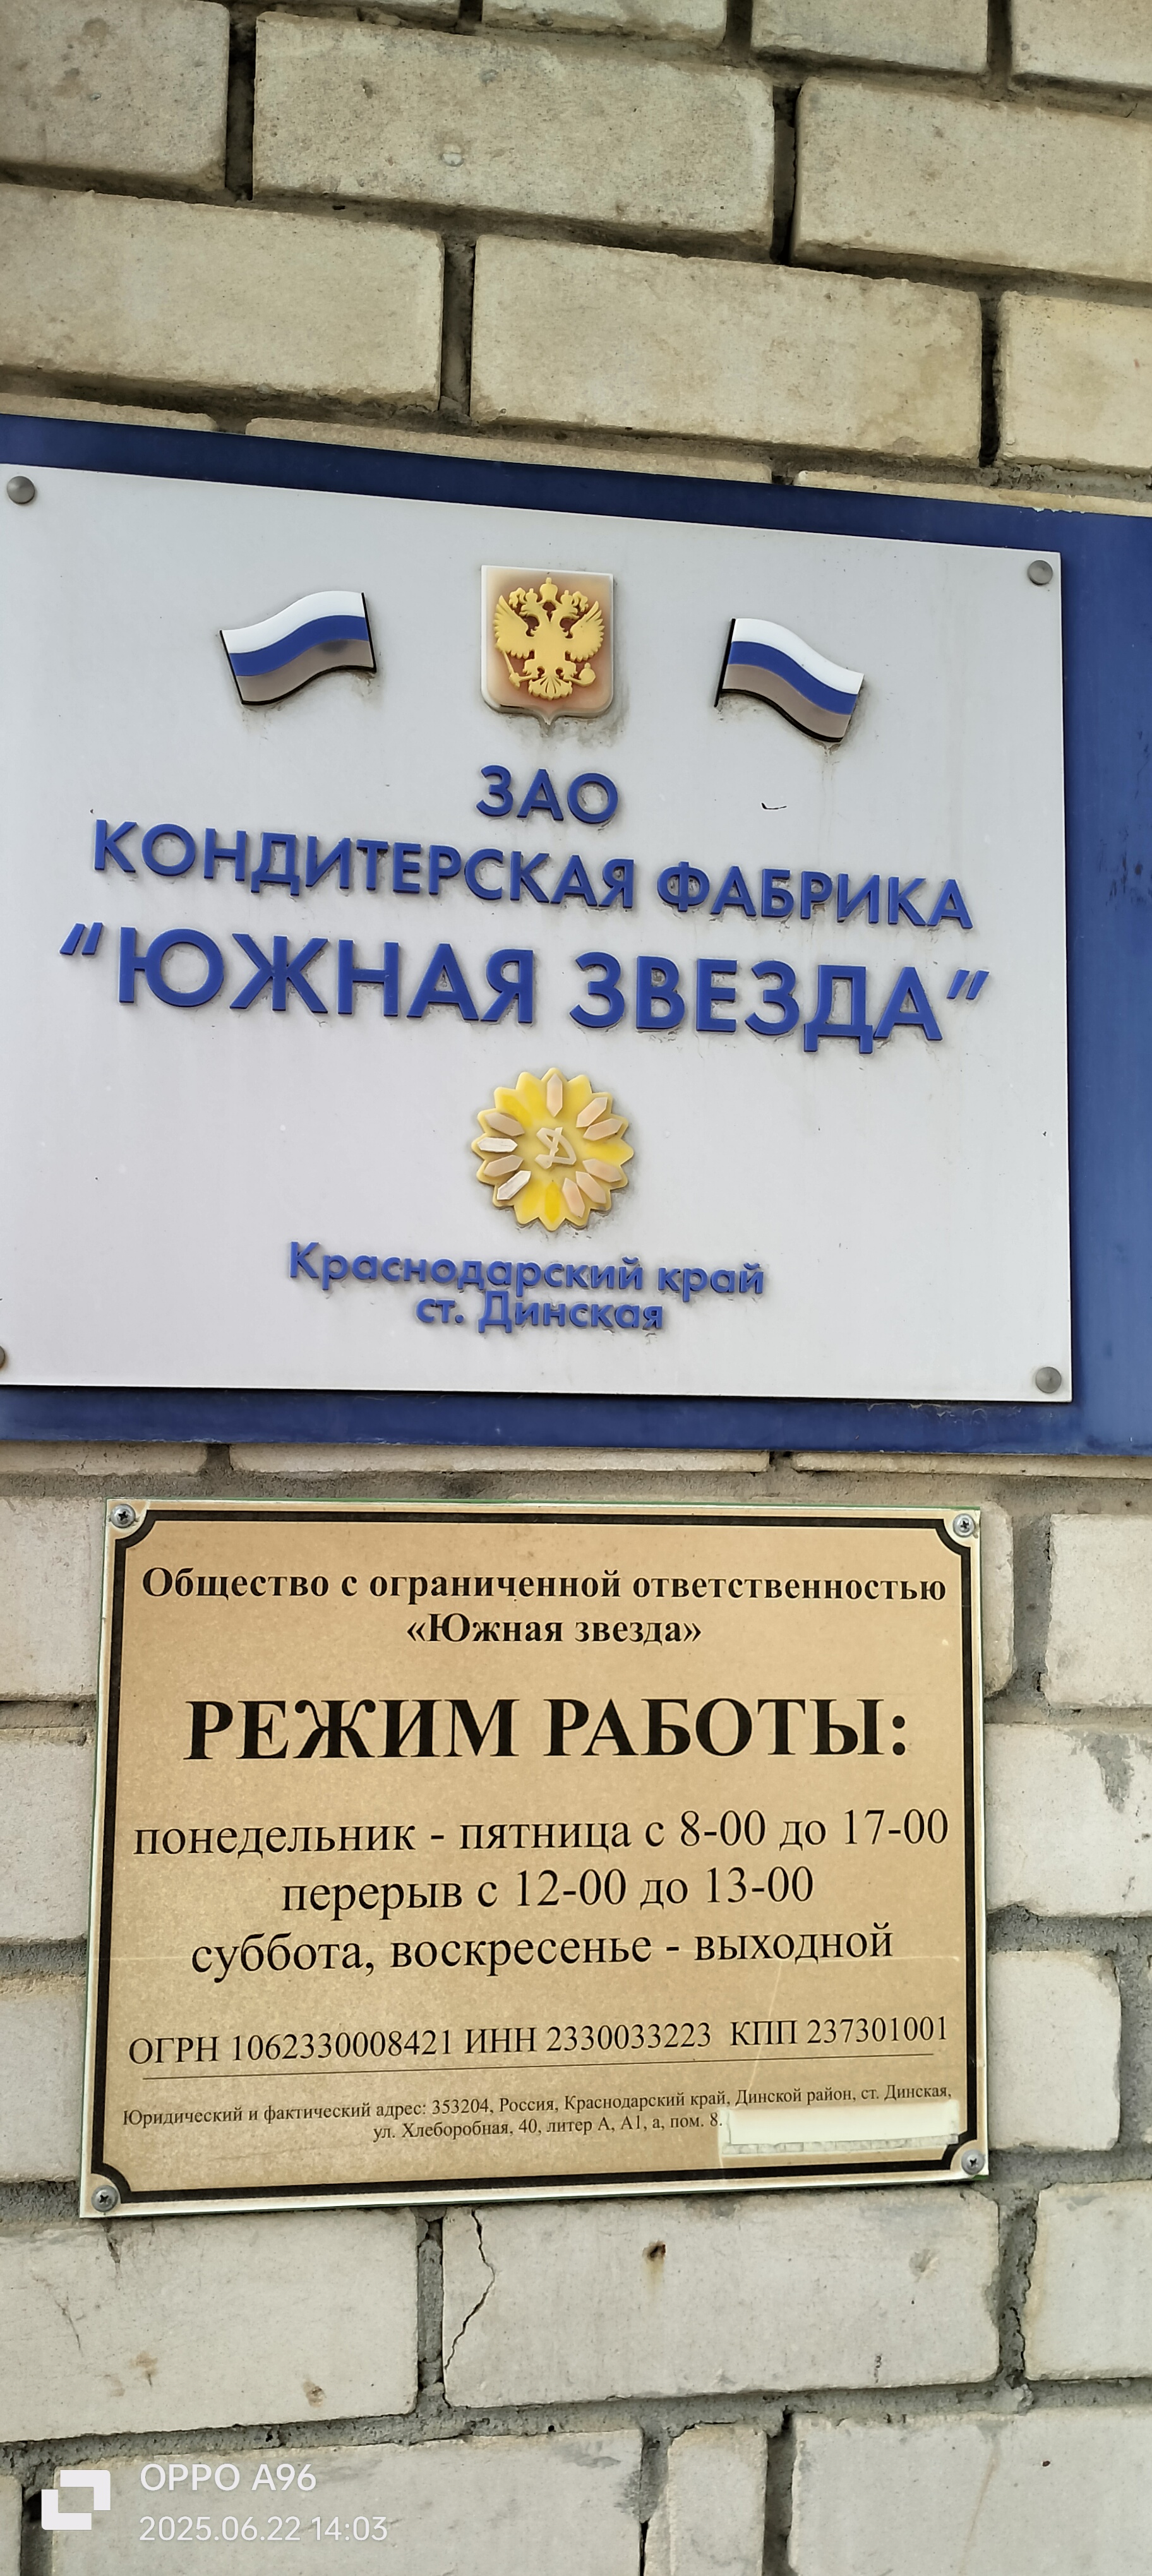 ЗАО
КОНДИТЕРСКАЯ ФАБРИКА
“ЮЖНАЯ ЗВЕЗДА”
Краснодарский край
ст. Динская
Общество с ограниченной ответственностью
«Южная звезда»
РЕЖИМ РАБОТЫ:
понедельник - пятница с 8-00 до 17-00
перерыв с 12-00 до 13-00
суббота, воскресенье - выходной
ОГРН 1062330008421 ИНН 2330033223 КПП 237301001
Юридический и фактический адрес: 353204, Россия, Краснодарский край, Динской район, ст. Динская,
ул. Хлеборобная, 40, литер А, А1, а, пом. 8.
OPPO A96
2025.06.22 14:03